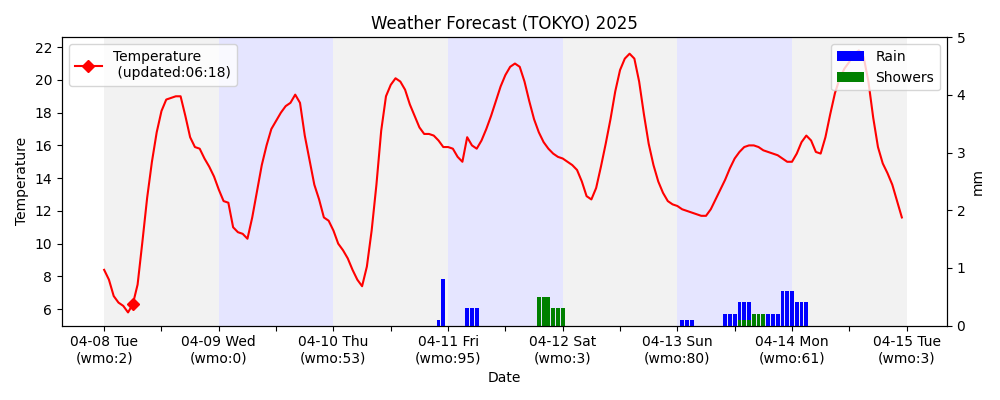 Weather Forecast (TOKYO) 2025
Temperature
(updated:06:18)
Rain
Showers
Temperature
22
20
18
16
14
12
10
8
6
5
4
3
2
1
0
mm
04-08 Tue
(wmo:2)
04-09 Wed
(wmo:0)
04-10 Thu
(wmo:53)
04-11 Fri
(wmo:95)
04-12 Sat
(wmo:3)
04-13 Sun
(wmo:80)
04-14 Mon
(wmo:61)
04-15 Tue
(wmo:3)
Date